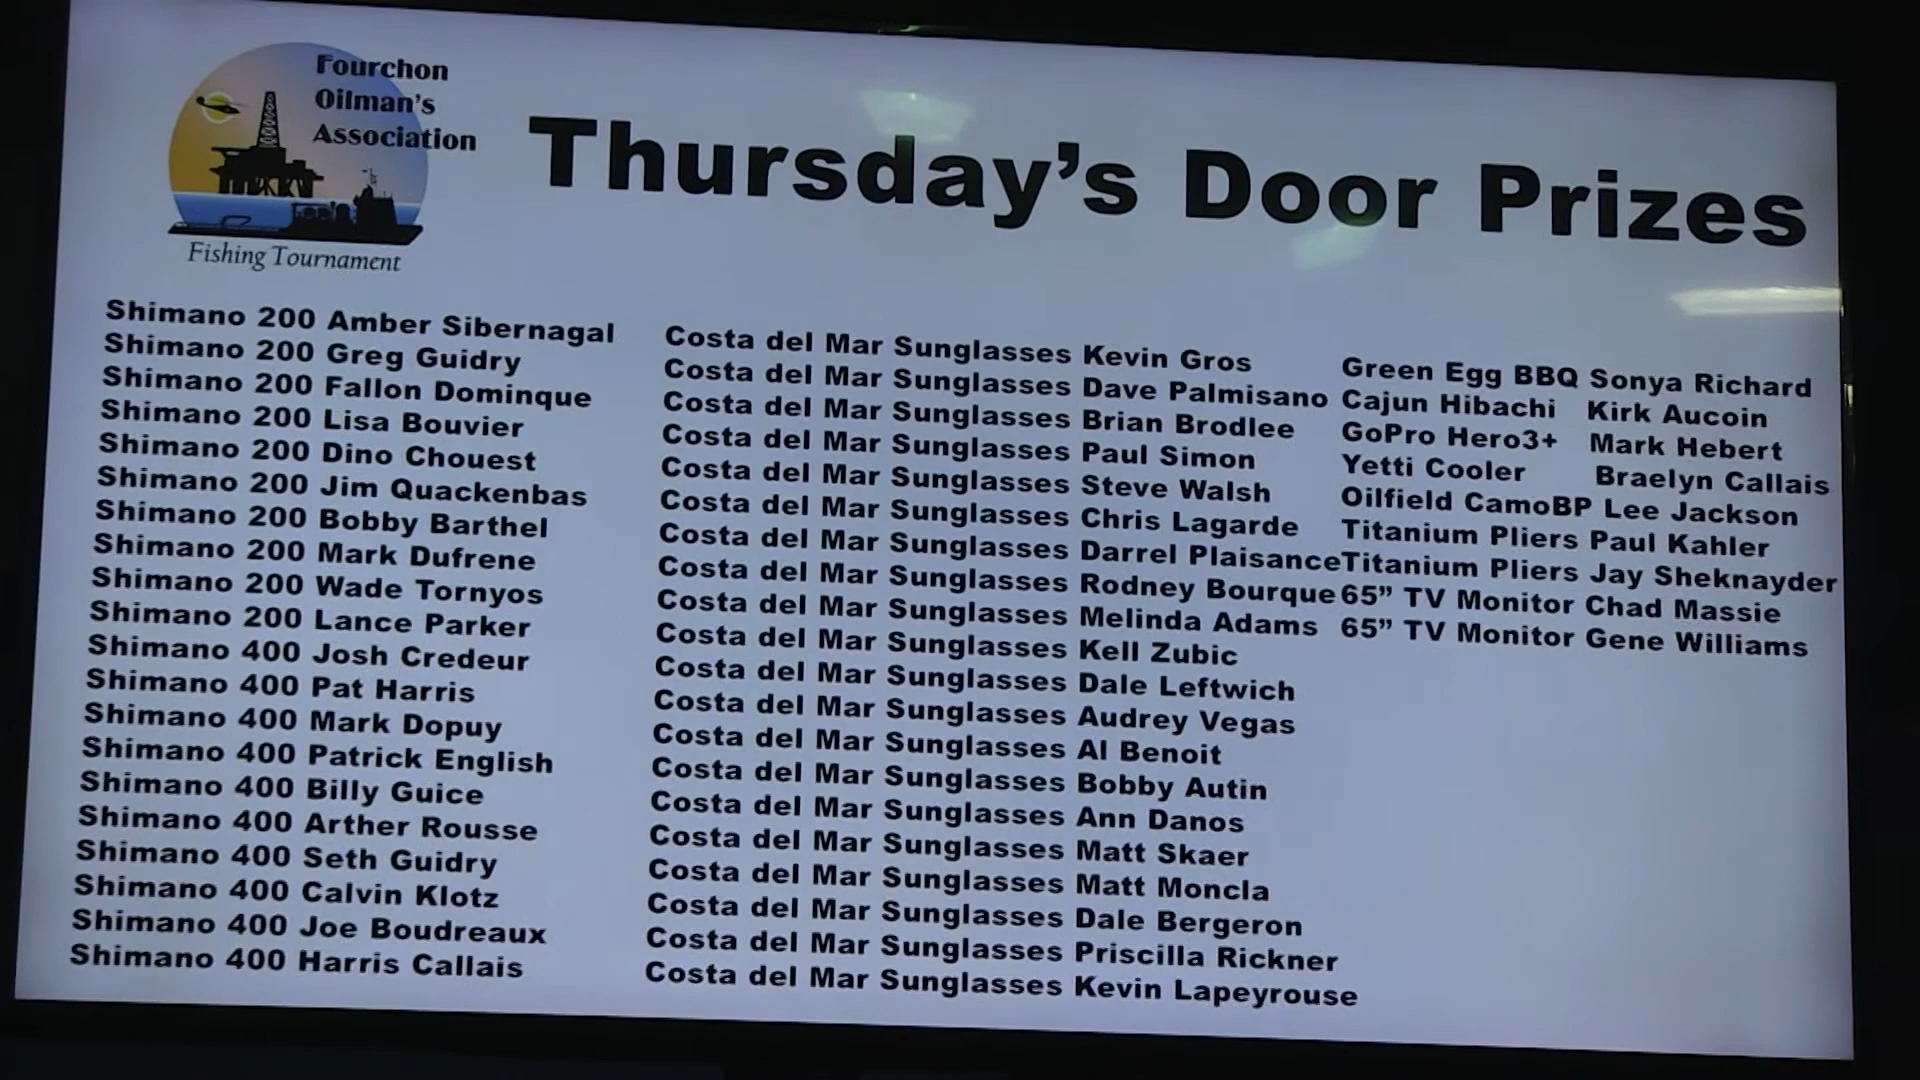 Fourchon
Oilman's
Association
Fishing Tournament
Thursday's Door Prizes
Shimano 200 Amber Sibernagal
Shimano 200 Greg Guidry
Shimano 200 Fallon Dominque
Shimano 200 Lisa Bouvier
Shimano 200 Dino Chouest
Shimano 200 Jim Quackenbas
Shimano 200 Bobby Barthel
Shimano 200 Mark Dufrene
Shimano 200 Wade Tornyos
Shimano 200 Lance Parker
Shimano 400 Josh Credeur
Shimano 400 Pat Harris
Shimano 400 Mark Dopuy
Shimano 400 Patrick English
Shimano 400 Billy Guice
Shimano 400 Arther Rousse
Shimano 400 Seth Guidry
Shimano 400 Calvin Klotz
Shimano 400 Joe Boudreaux
Shimano 400 Harris Callais
Costa del Mar Sunglasses Kevin Gros
Costa del Mar Sunglasses Dave Palmisano
Costa del Mar Sunglasses Brian Brodlee
Costa del Mar Sunglasses Paul Simon
Costa del Mar Sunglasses Steve Walsh
Costa del Mar Sunglasses Chris Lagarde
Costa del Mar Sunglasses Darrel Plaisance
Costa del Mar Sunglasses Rodney Bourque
Costa del Mar Sunglasses Melinda Adams
Costa del Mar Sunglasses Kell Zubic
Costa del Mar Sunglasses Dale Leftwich
Costa del Mar Sunglasses Audrey Vegas
Costa del Mar Sunglasses Al Benoit
Costa del Mar Sunglasses Bobby Autin
Costa del Mar Sunglasses Ann Danos
Costa del Mar Sunglasses Matt Skaer
Costa del Mar Sunglasses Matt Moncla
Costa del Mar Sunglasses Dale Bergeron
Costa del Mar Sunglasses Priscilla Rickner
Costa del Mar Sunglasses Kevin Lapeyrouse
Green Egg BBQ Sonya Richard
Cajun Hibachi Kirk Aucoin
GoPro Hero3+ Mark Hebert
Yetti Cooler Braelyn Callais
Oilfield CamoBP Lee Jackson
Titanium Pliers Paul Kahler
Titanium Pliers Jay Sheknayder
65" TV Monitor Chad Massie
65" TV Monitor Gene Williams